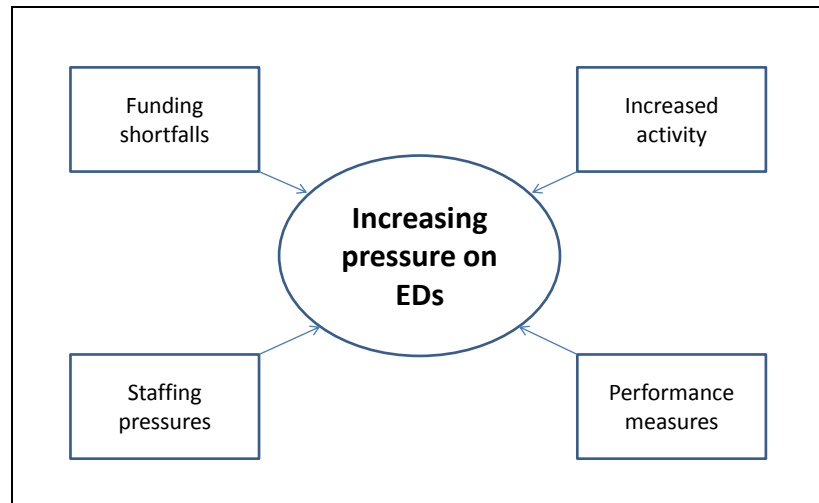 Funding
shortfalls
Increased
activity
Increasing
pressure on
EDs
Staffing
pressures
Performance
measures